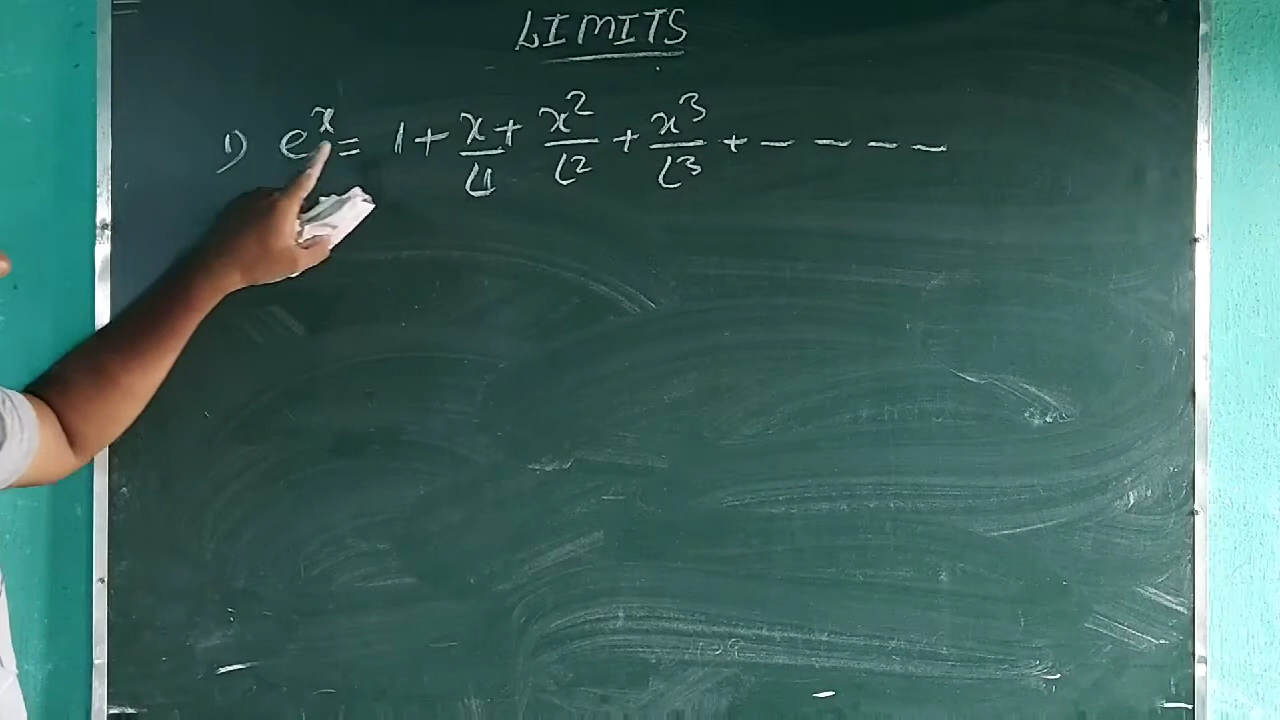 LIMITS
1) eˣ = 1 + x/∟1 + x²/∟2 + x³/∟3 + - - - -